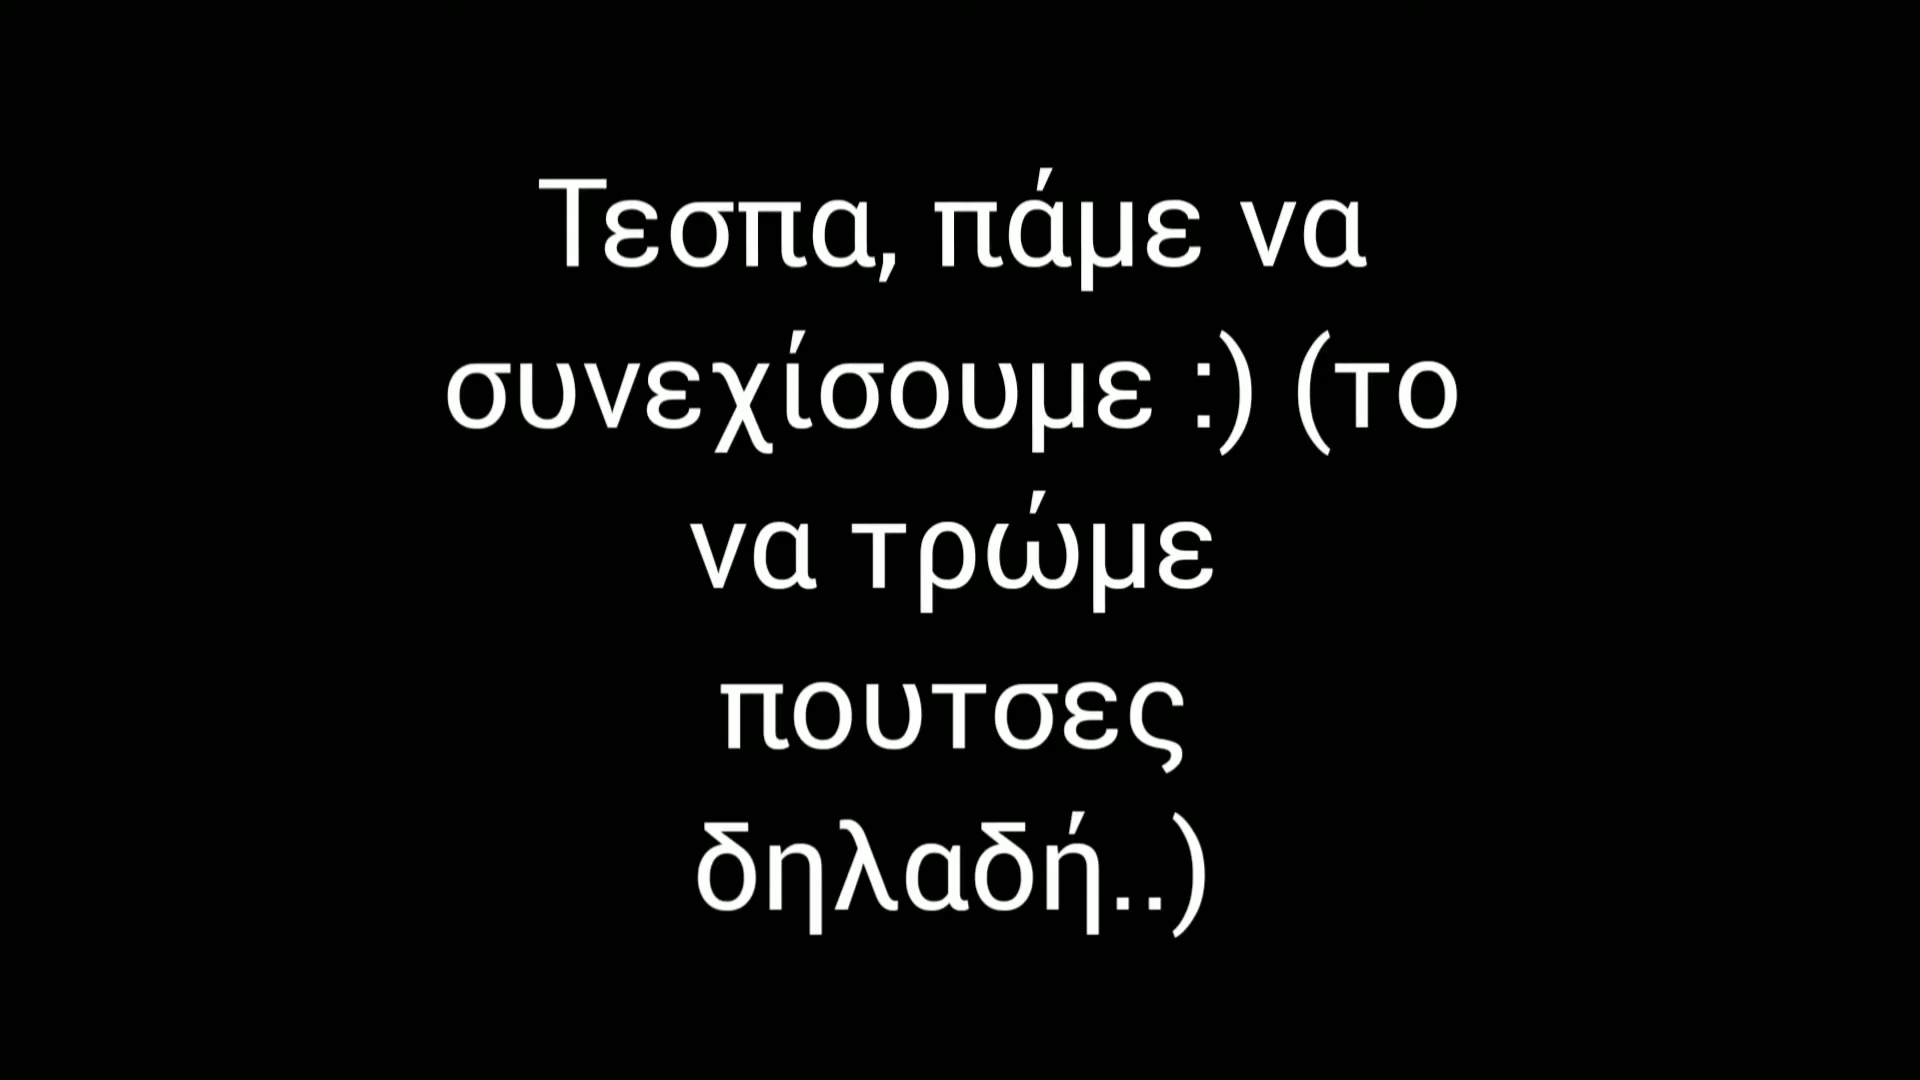 Τεσπα, πάμε να
συνεχίσουμε :) (το
να τρώμε
πουτσες
δηλαδή..)